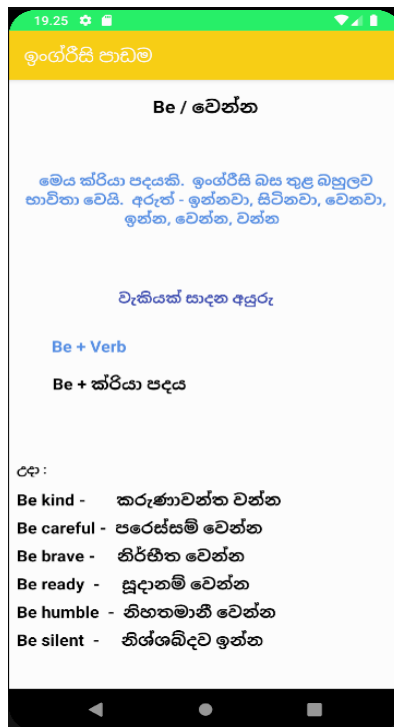 19.25
ඉංග්රීසි පාඩම
Be / වෙන්න
මෙය ක්රියා පදයකි. ඉංග්රීසි බස තුළ බහුලව
භාවිතා වෙයි. අරුත් - ඉන්නවා, සිටිනවා, වෙනවා,
ඉන්න, වෙන්න, වන්න
වැකියක් සාදන අයුරු
Be + Verb
Be + ක්රියා පදය
උදා :
Be kind - කරුණාවන්ත වන්න
Be careful - පරෙස්සම් වෙන්න
Be brave - නිර්භීත වෙන්න
Be ready - සූදානම් වෙන්න
Be humble - නිහතමානී වෙන්න
Be silent - නිශ්ශබ්දව ඉන්න